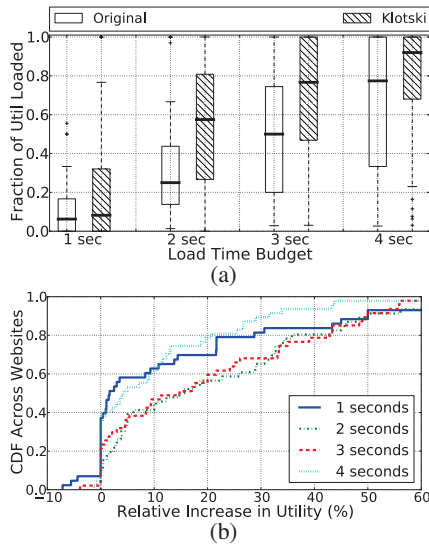 Original Klotski
Fraction of Util Loaded
1.0
0.8
0.6
0.4
0.2
0.0
1 sec 2 sec 3 sec 4 sec
Load Time Budget
(a)
CDF Across Websites
1.0
0.8
0.6
0.4
0.2
0.0
1 seconds
2 seconds
3 seconds
4 seconds
−10 0 10 20 30 40 50 60
Relative Increase in Utility (%)
(b)